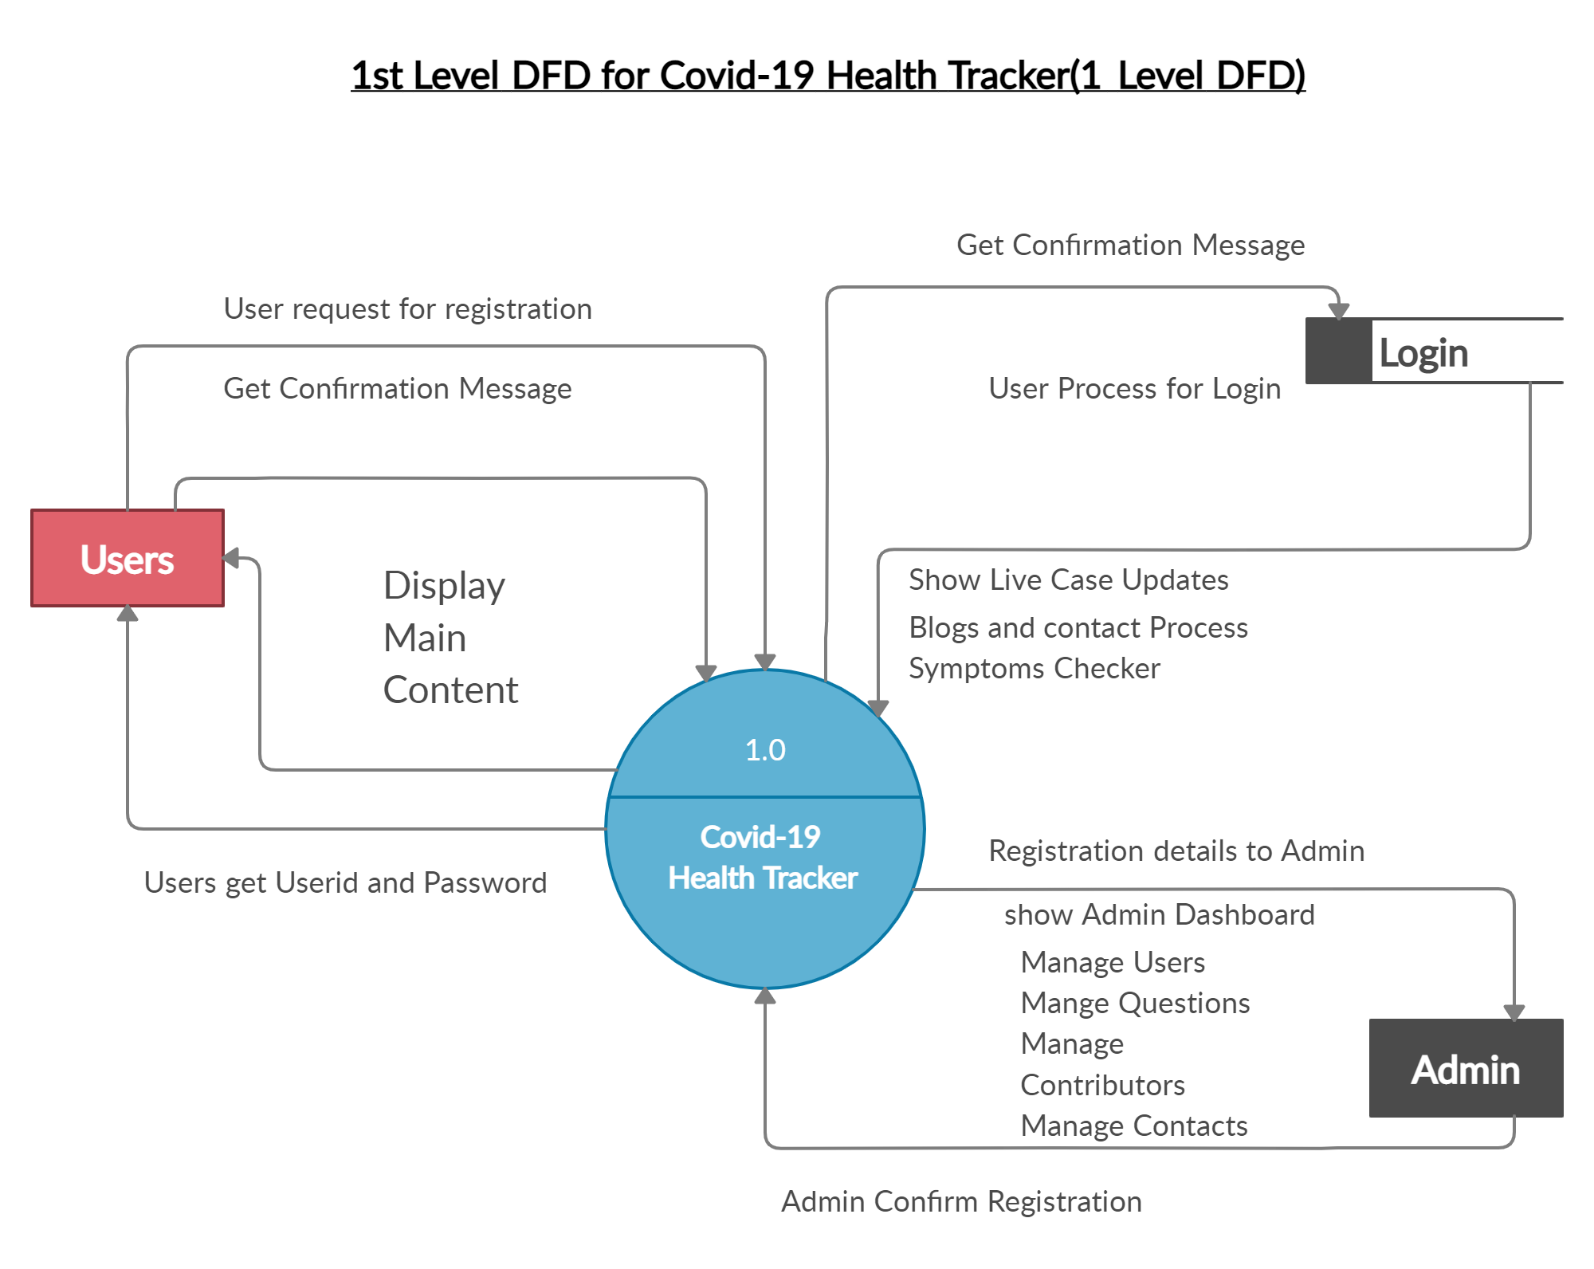 1st Level DFD for Covid-19 Health Tracker(1 Level DFD)
Get Confirmation Message
User request for registration
Login
Get Confirmation Message
User Process for Login
Users
Display
Main
Content
Show Live Case Updates
Blogs and contact Process
Symptoms Checker
1.0
Covid-19
Health Tracker
Users get Userid and Password
Registration details to Admin
show Admin Dashboard
Manage Users
Mange Questions
Manage
Contributors
Manage Contacts
Admin
Admin Confirm Registration